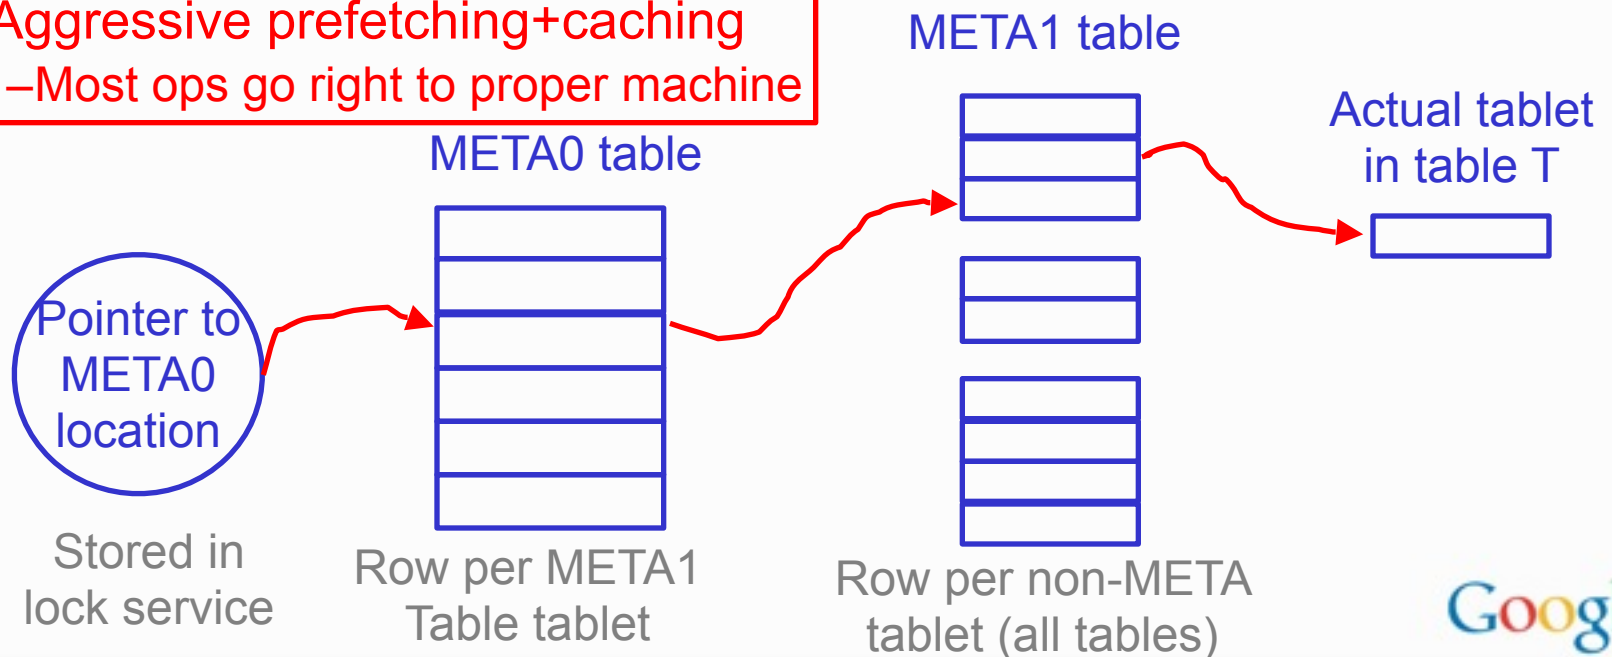 Aggressive prefetching+caching
–Most ops go right to proper machine
META1 table
Actual tablet
in table T
META0 table
Pointer to
META0
location
Stored in
lock service
Row per META1
Table tablet
Row per non-META
tablet (all tables)
Goog